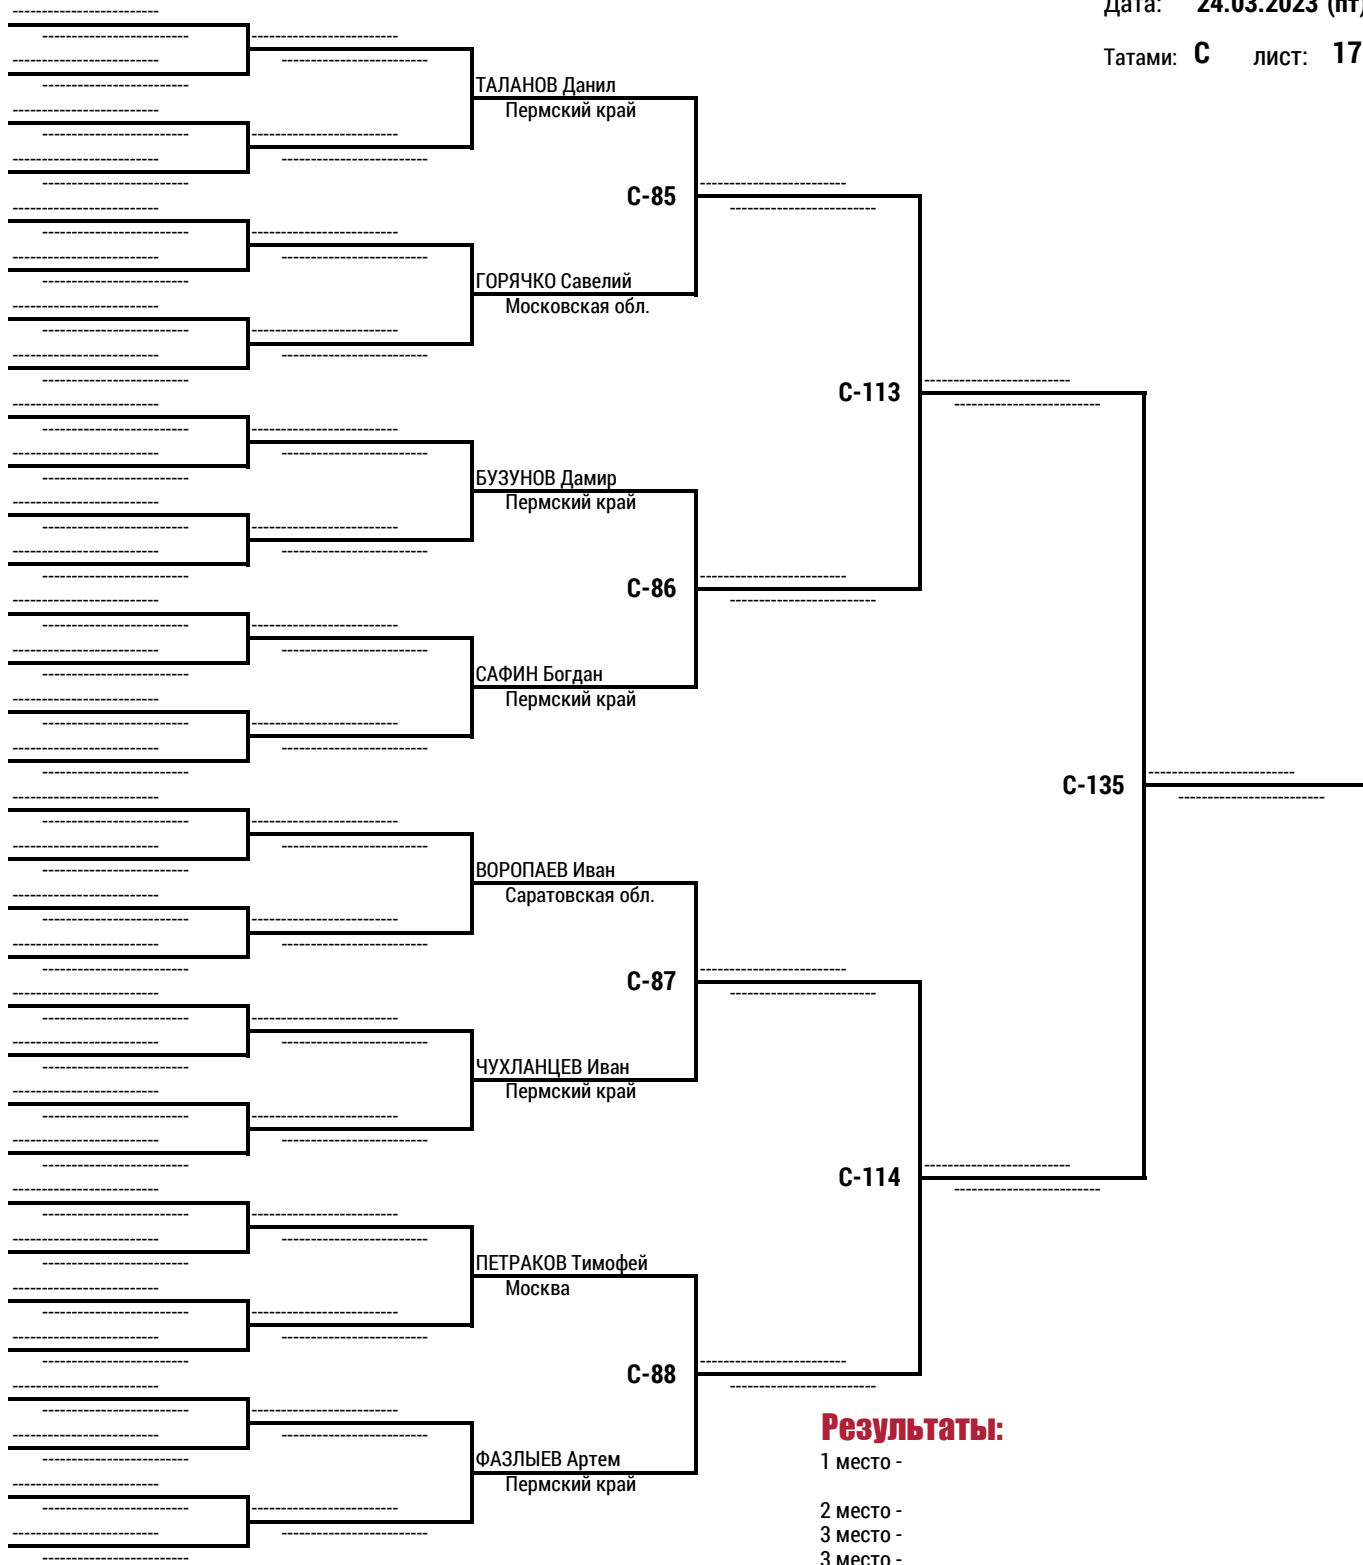 Дата: 24.03.2023 (пт)
Татами: C лист: 17
ТАЛАНОВ Данил
Пермский край
C-85
ГОРЯЧКО Савелий
Московская обл.
C-113
БУЗУНОВ Дамир
Пермский край
C-86
САФИН Богдан
Пермский край
C-135
ВОРОПАЕВ Иван
Саратовская обл.
C-87
ЧУХЛАНЦЕВ Иван
Пермский край
C-114
ПЕТРАКОВ Тимофей
Москва
C-88
ФАЗЛЫЕВ Артем
Пермский край
Результаты:
1 место -
2 место -
3 место -
3 место -